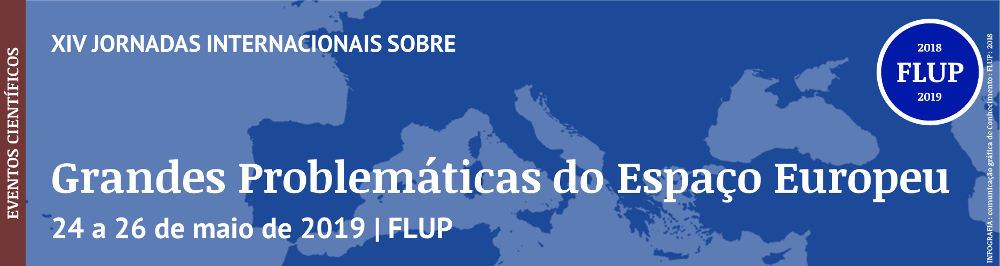 EVENTOS CIENTÍFICOS
XIV JORNADAS INTERNACIONAIS SOBRE
Grandes Problemáticas do Espaço Europeu
24 a 26 de maio de 2019 | FLUP
2018
FLUP
2019
INFOGRAFIA : comunicação gráfica de Conhecimento : FLUP : 2018